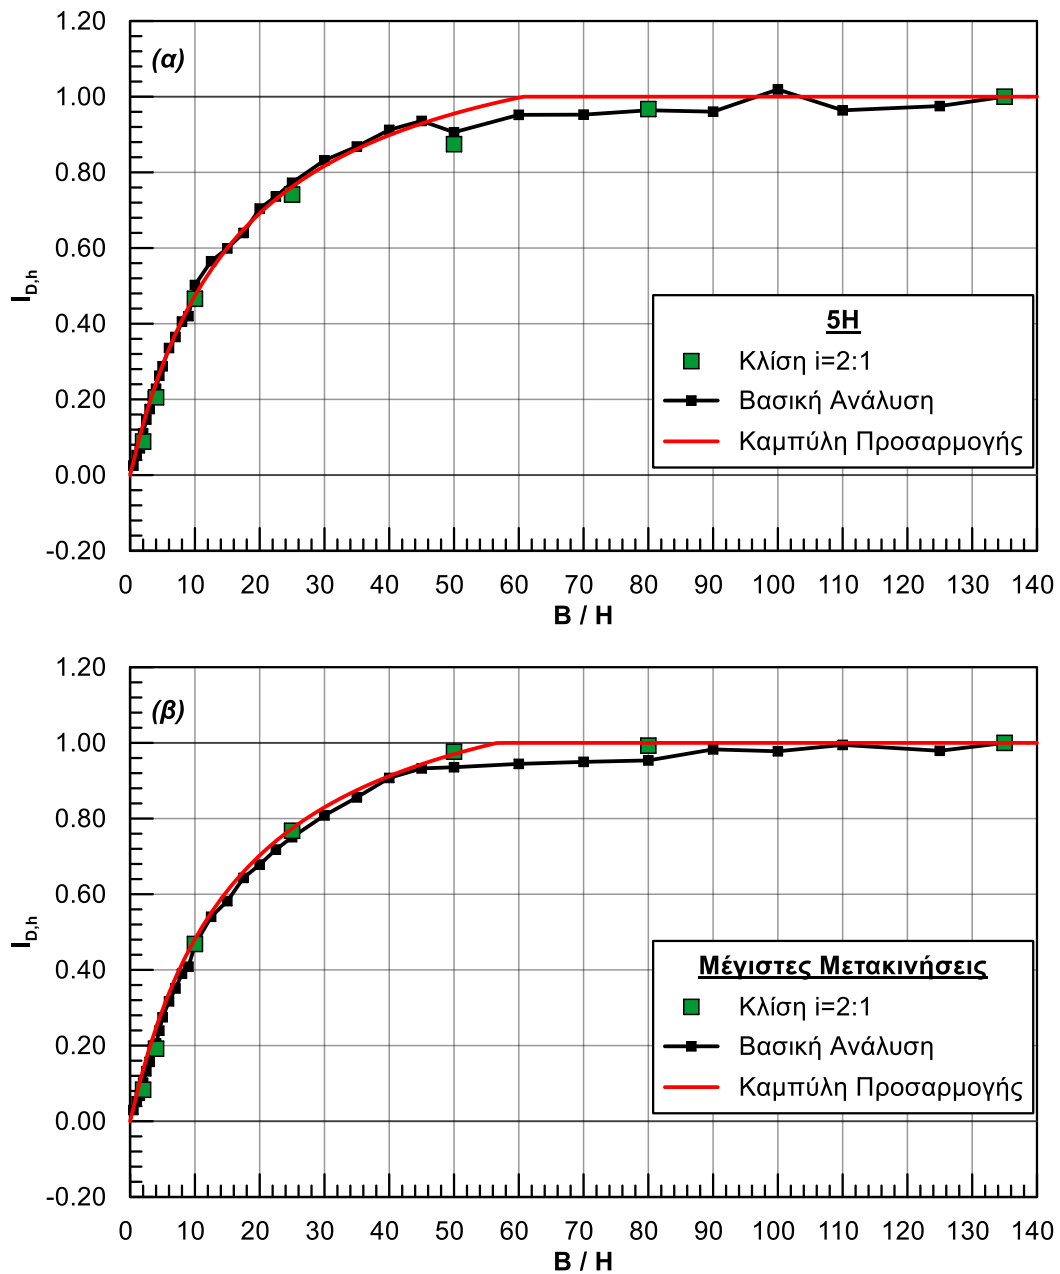 1.20
(α)
1.00
0.80
0.60
I_D,h
0.40
0.20
0.00
-0.20
5H
Κλίση i=2:1
Βασική Ανάλυση
Καμπύλη Προσαρμογής
0 10 20 30 40 50 60 70 80 90 100 110 120 130 140
B / H
1.20
(β)
1.00
0.80
0.60
I_D,h
0.40
0.20
0.00
-0.20
Μέγιστες Μετακινήσεις
Κλίση i=2:1
Βασική Ανάλυση
Καμπύλη Προσαρμογής
0 10 20 30 40 50 60 70 80 90 100 110 120 130 140
B / H